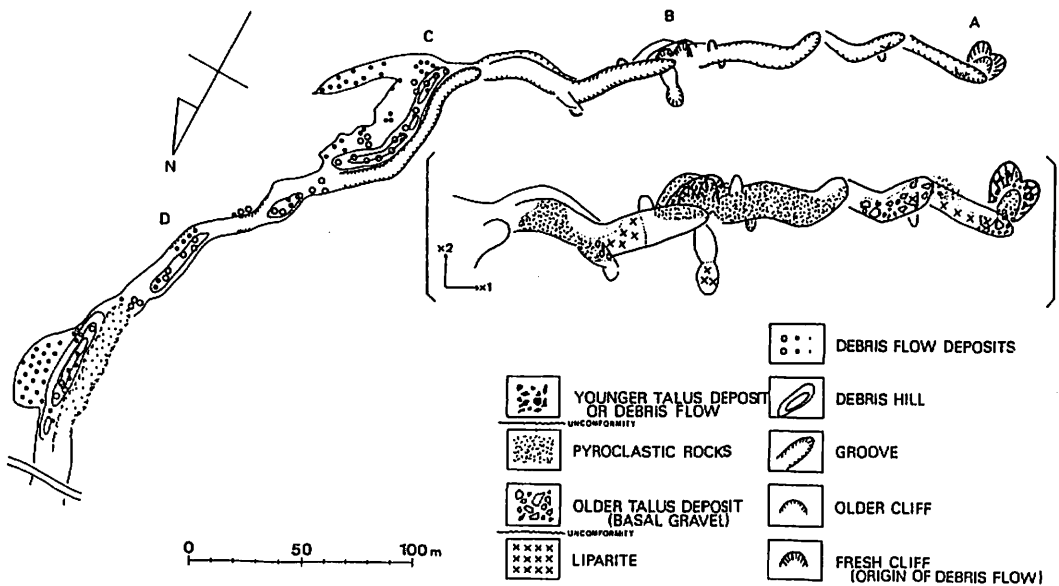 A
B
C
D
N
x2
x1
DEBRIS FLOW DEPOSITS
YOUNGER TALUS DEPOSIT
OR DEBRIS FLOW
UNCONFORMITY
DEBRIS HILL
PYROCLASTIC ROCKS
GROOVE
OLDER TALUS DEPOSIT
(BASAL GRAVEL)
UNCONFORMITY
OLDER CLIFF
LIPARITE
FRESH CLIFF
(ORIGIN OF DEBRIS FLOW)
0 50 100 m